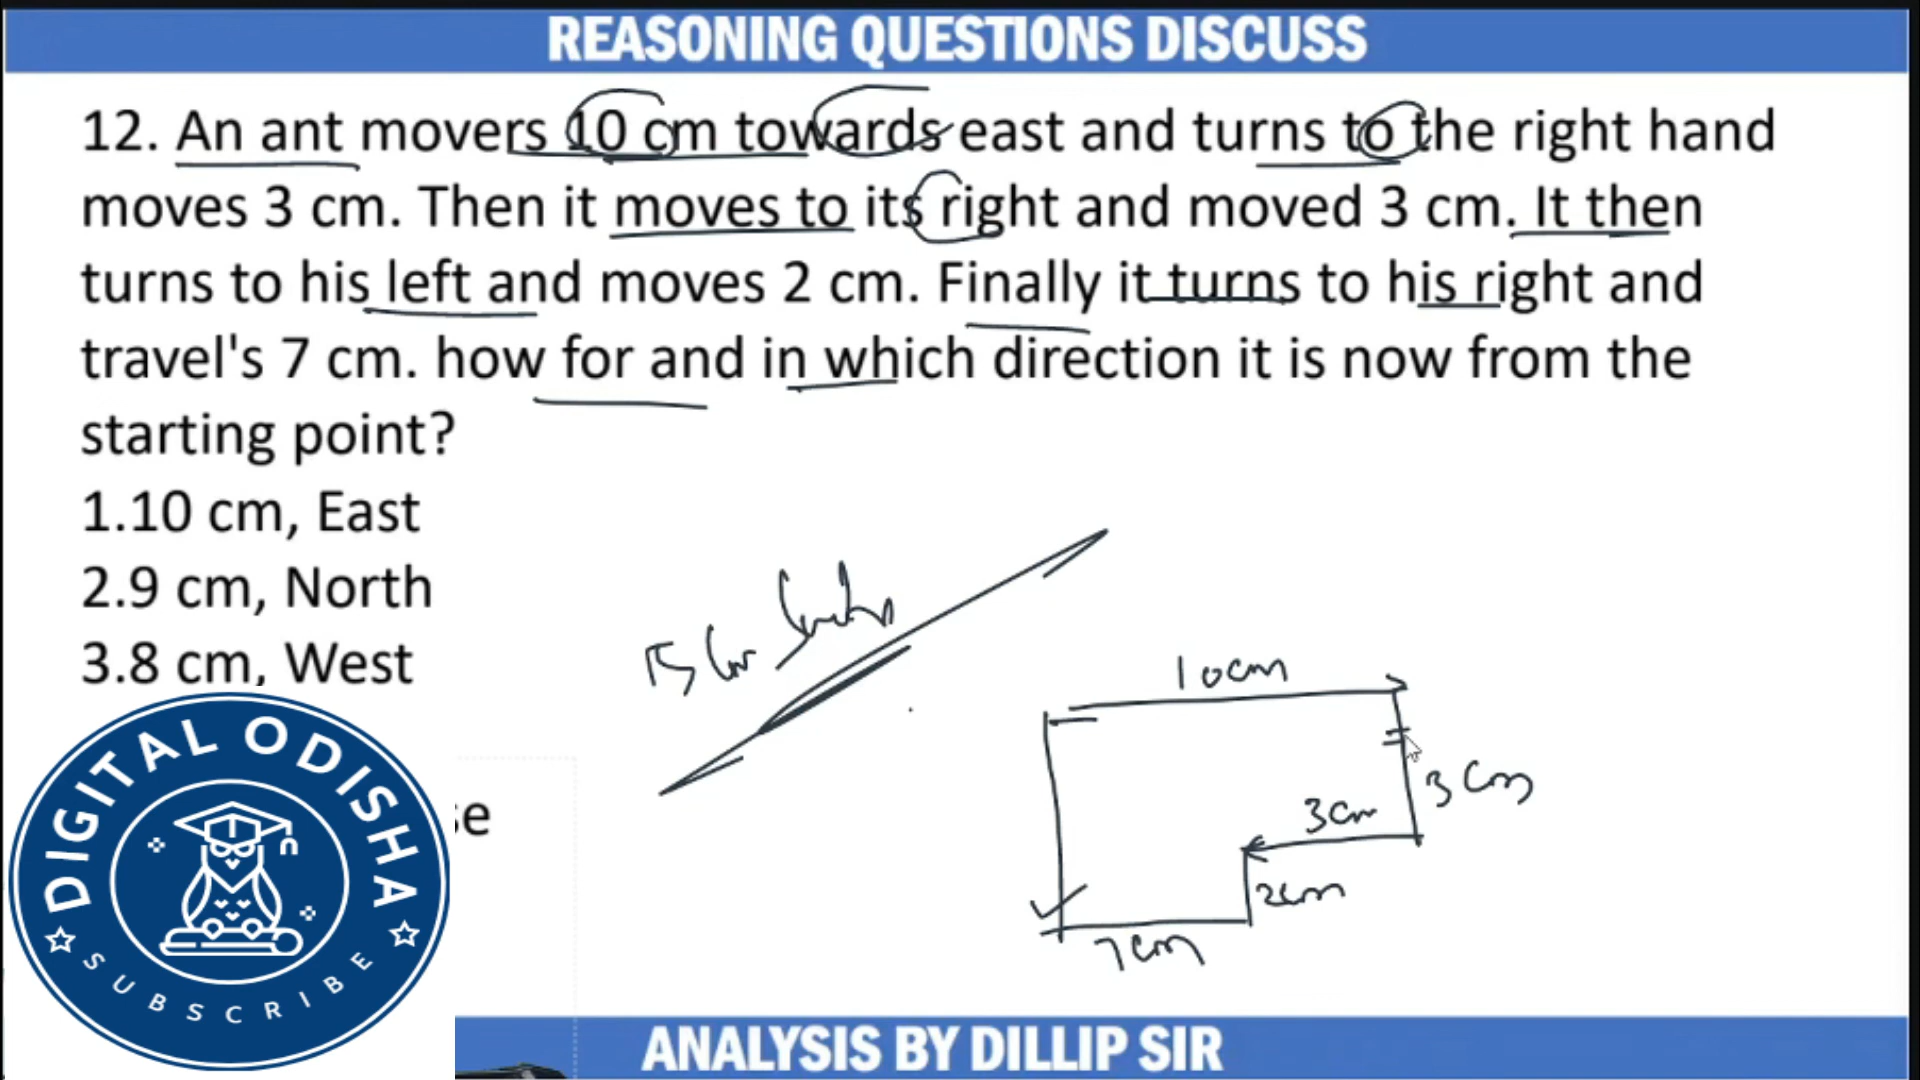 REASONING QUESTIONS DISCUSS
12. An ant movers 10 cm towards east and turns to the right hand
moves 3 cm. Then it moves to its right and moved 3 cm. It then
turns to his left and moves 2 cm. Finally it turns to his right and
travel's 7 cm. how for and in which direction it is now from the
starting point?
1.10 cm, East
2.9 cm, North
3.8 cm, West
se
10cm
3cm
3cm
2cm
7cm
DIGITAL ODISHA
SUBSCRIBE
ANALYSIS BY DILLIP SIR